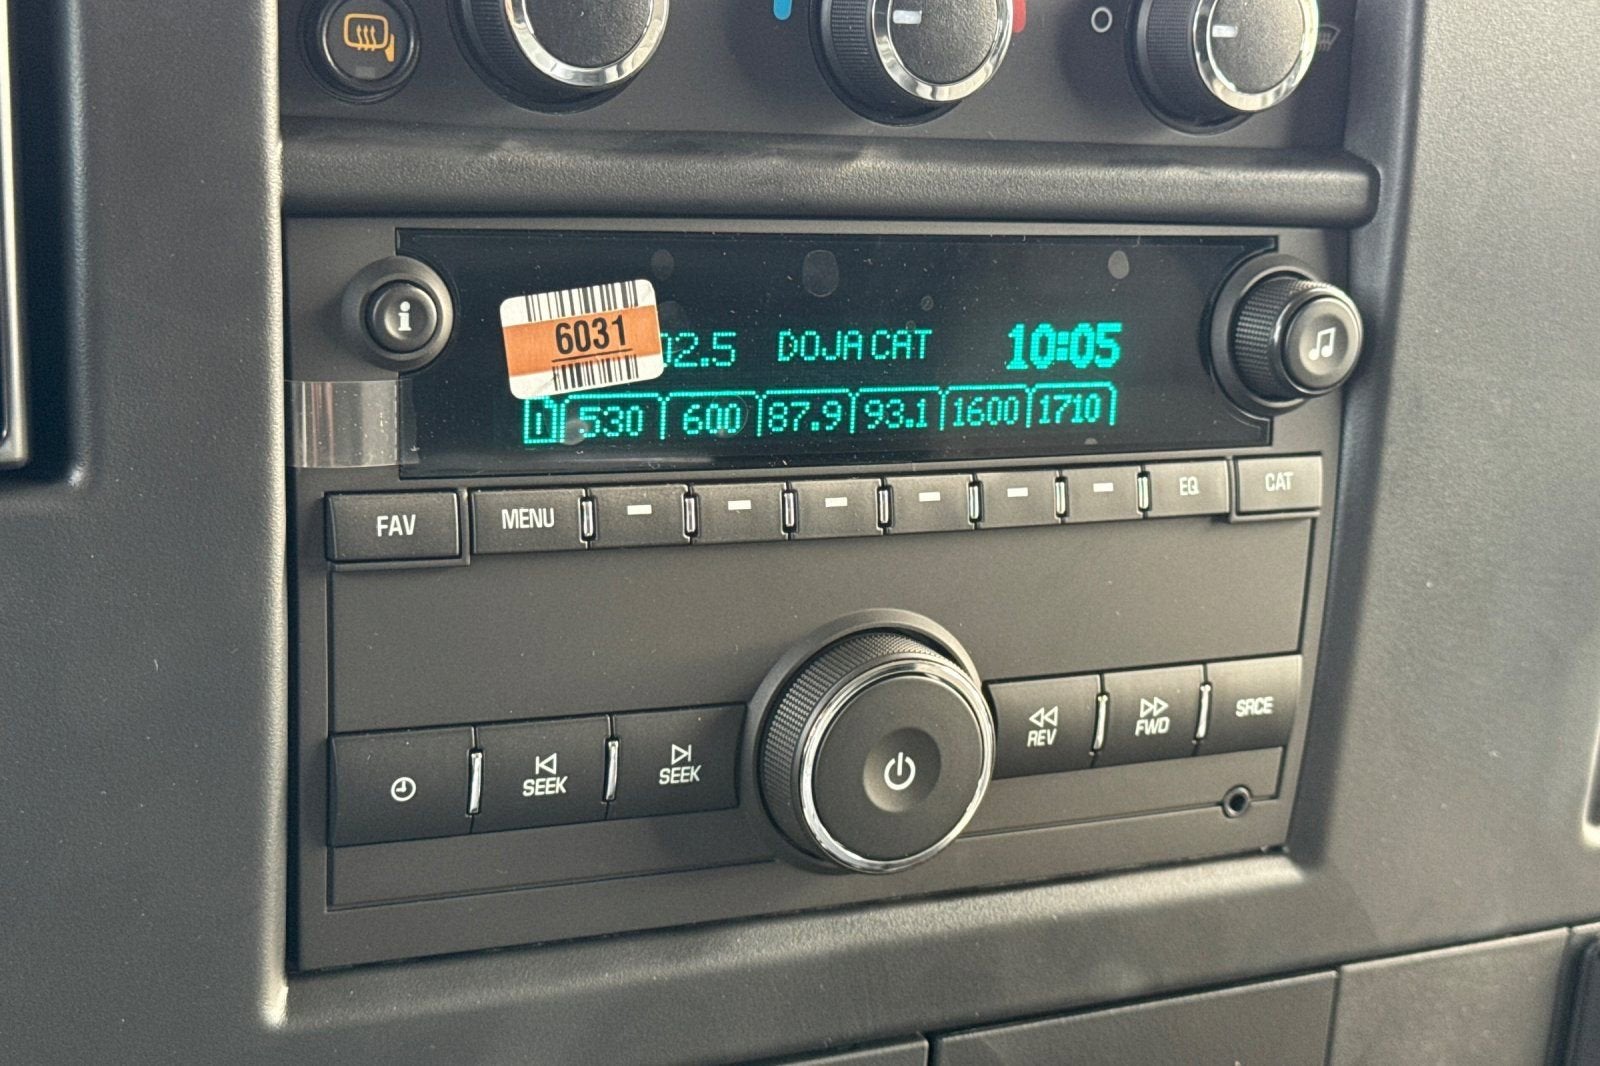 6031
02.5 DOJA CAT 10:05
530 600 87.9 93.1 1600 1710
FAV MENU EQ CAT
SEEK SEEK REV FWD SRCE